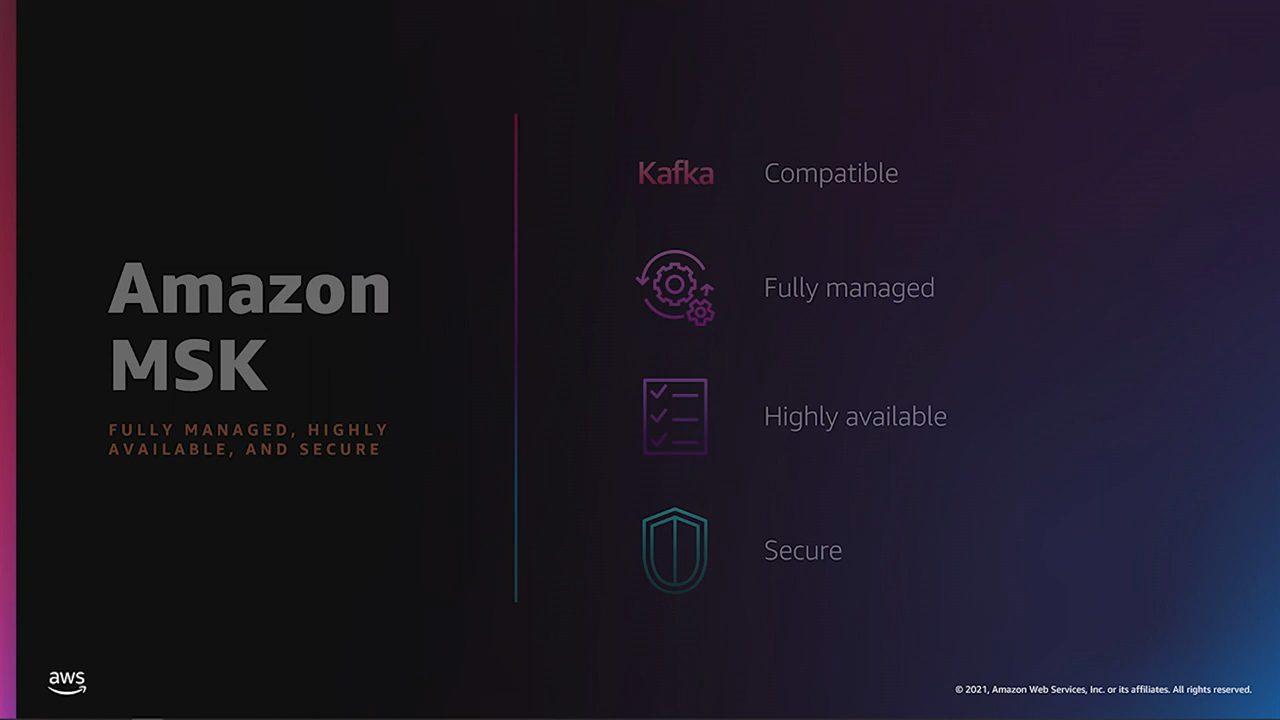 Amazon
MSK
FULLY MANAGED, HIGHLY
AVAILABLE, AND SECURE
Kafka Compatible
Fully managed
Highly available
Secure
aws
© 2021, Amazon Web Services, Inc. or its affiliates. All rights reserved.